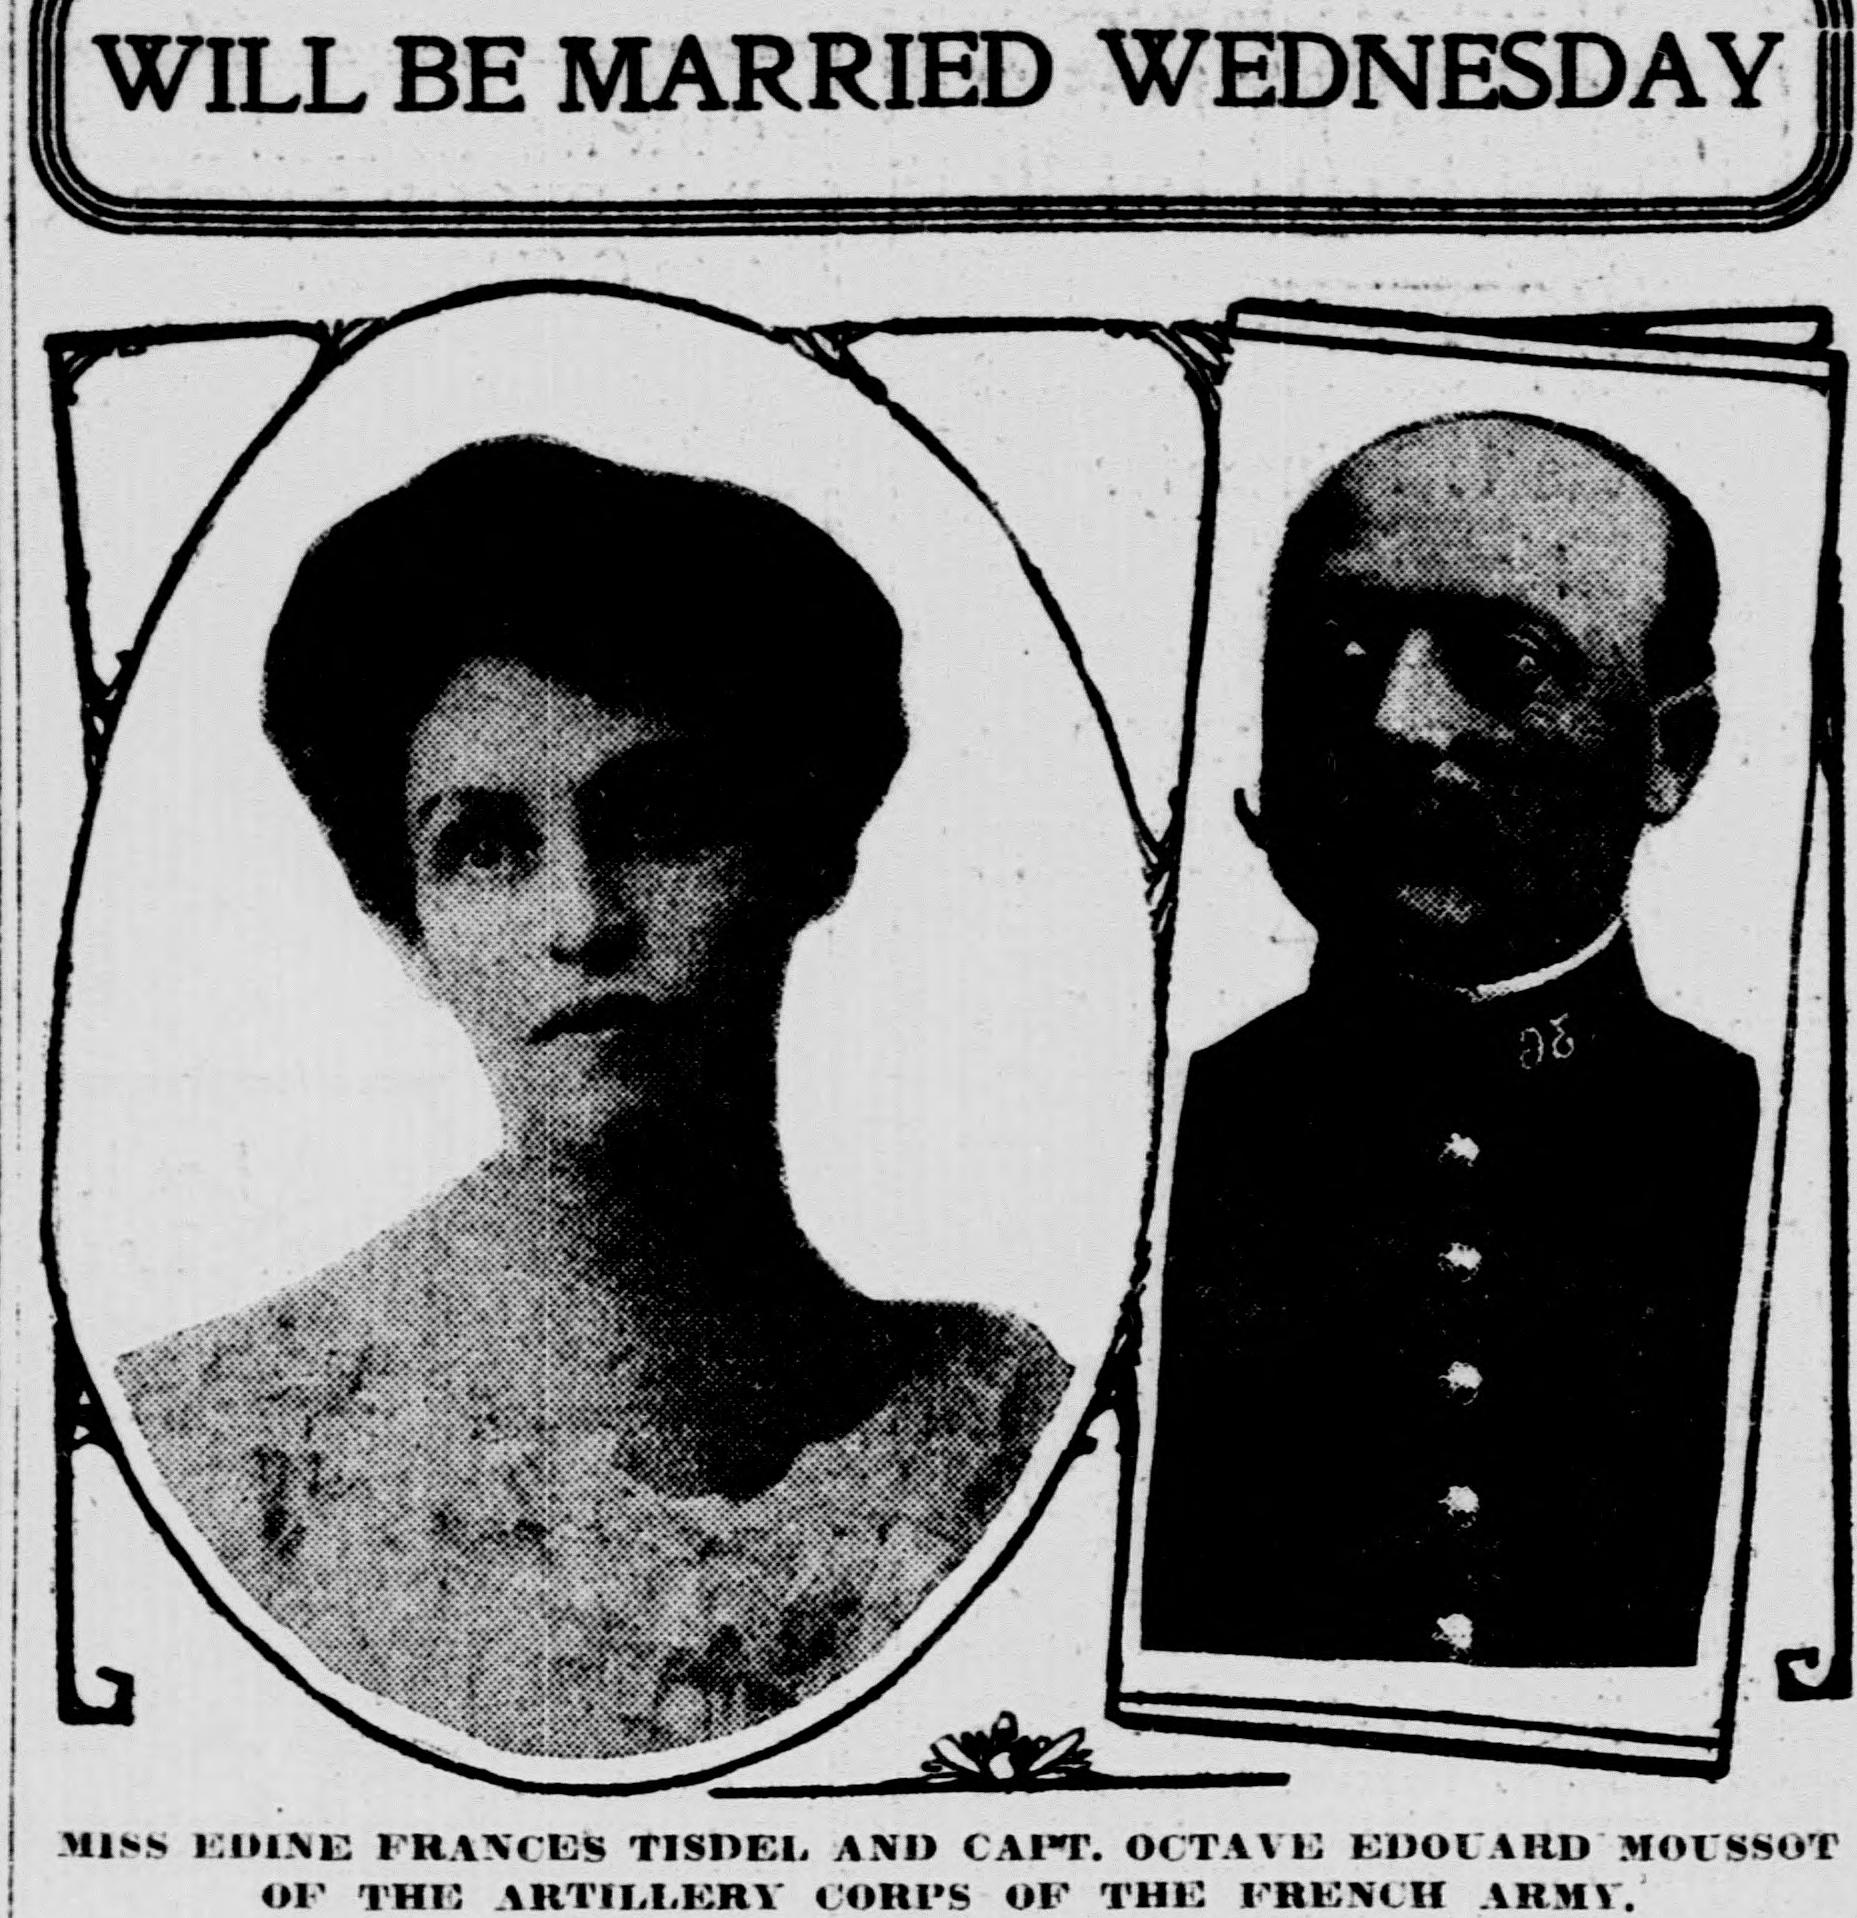 WILL BE MARRIED WEDNESDAY
36
MISS EDINE FRANCES TISDEL AND CAPT. OCTAVE EDOUARD MOUSSOT
OF THE ARTILLERY CORPS OF THE FRENCH ARMY.